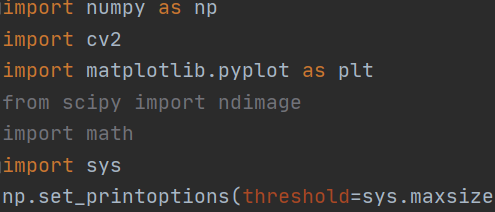 import numpy as np
import cv2
import matplotlib.pyplot as plt
from scipy import ndimage
import math
import sys
np.set_printoptions(threshold=sys.maxsize